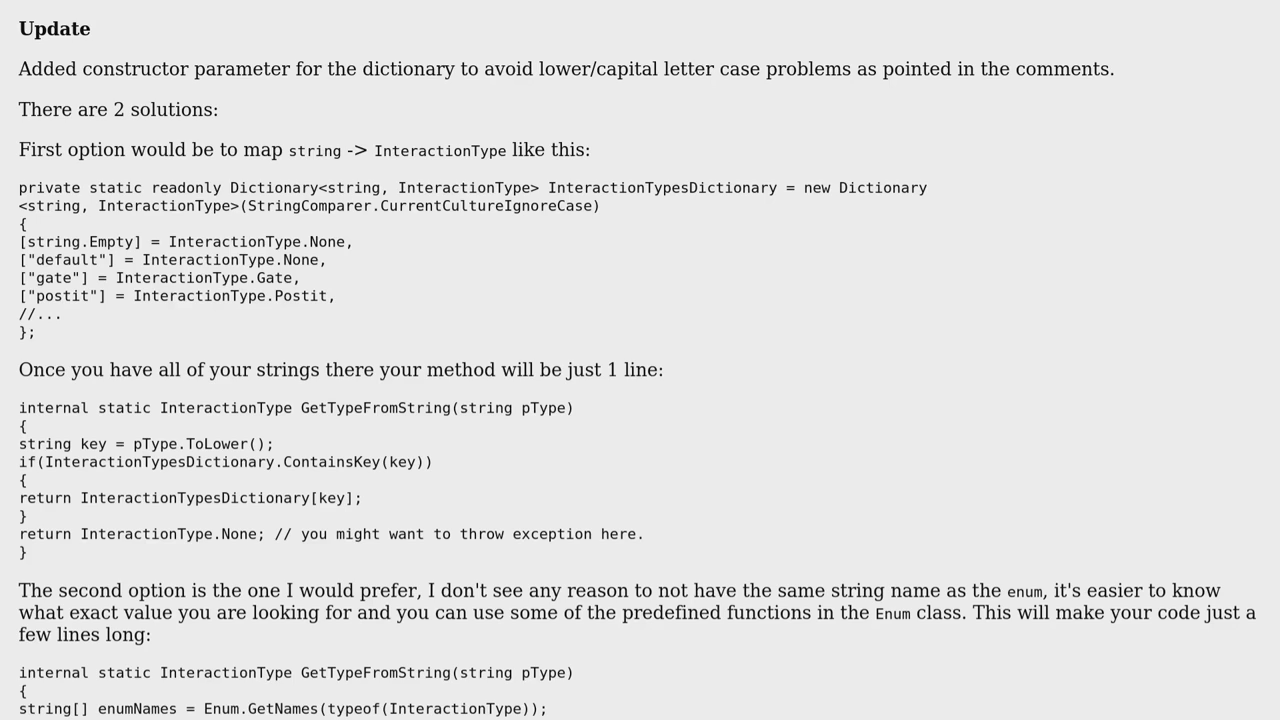 Update
Added constructor parameter for the dictionary to avoid lower/capital letter case problems as pointed in the comments.
There are 2 solutions:
First option would be to map string -> InteractionType like this:
private static readonly Dictionary<string, InteractionType> InteractionTypesDictionary = new Dictionary
<string, InteractionType>(StringComparer.CurrentCultureIgnoreCase)
{
[string.Empty] = InteractionType.None,
["default"] = InteractionType.None,
["gate"] = InteractionType.Gate,
["postit"] = InteractionType.Postit,
//...
};
Once you have all of your strings there your method will be just 1 line:
internal static InteractionType GetTypeFromString(string pType)
{
string key = pType.ToLower();
if(InteractionTypesDictionary.ContainsKey(key))
{
return InteractionTypesDictionary[key];
}
return InteractionType.None; // you might want to throw exception here.
}
The second option is the one I would prefer, I don't see any reason to not have the same string name as the enum, it's easier to know
what exact value you are looking for and you can use some of the predefined functions in the Enum class. This will make your code just a
few lines long:
internal static InteractionType GetTypeFromString(string pType)
{
string[] enumNames = Enum.GetNames(typeof(InteractionType));